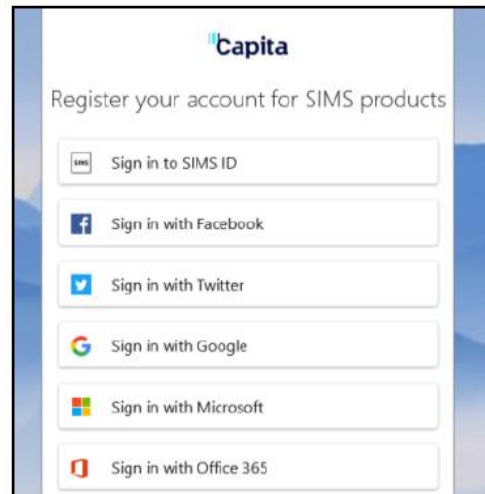 Capita
Register your account for SIMS products
SIMS
Sign in to SIMS ID
Sign in with Facebook
Sign in with Twitter
Sign in with Google
Sign in with Microsoft
Sign in with Office 365